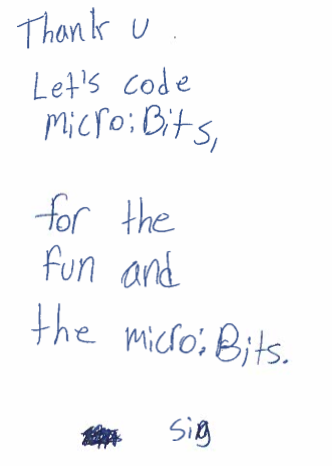 Thank u.
Let's code
micro:Bits,
for the
fun and
the micro:Bits.
sig